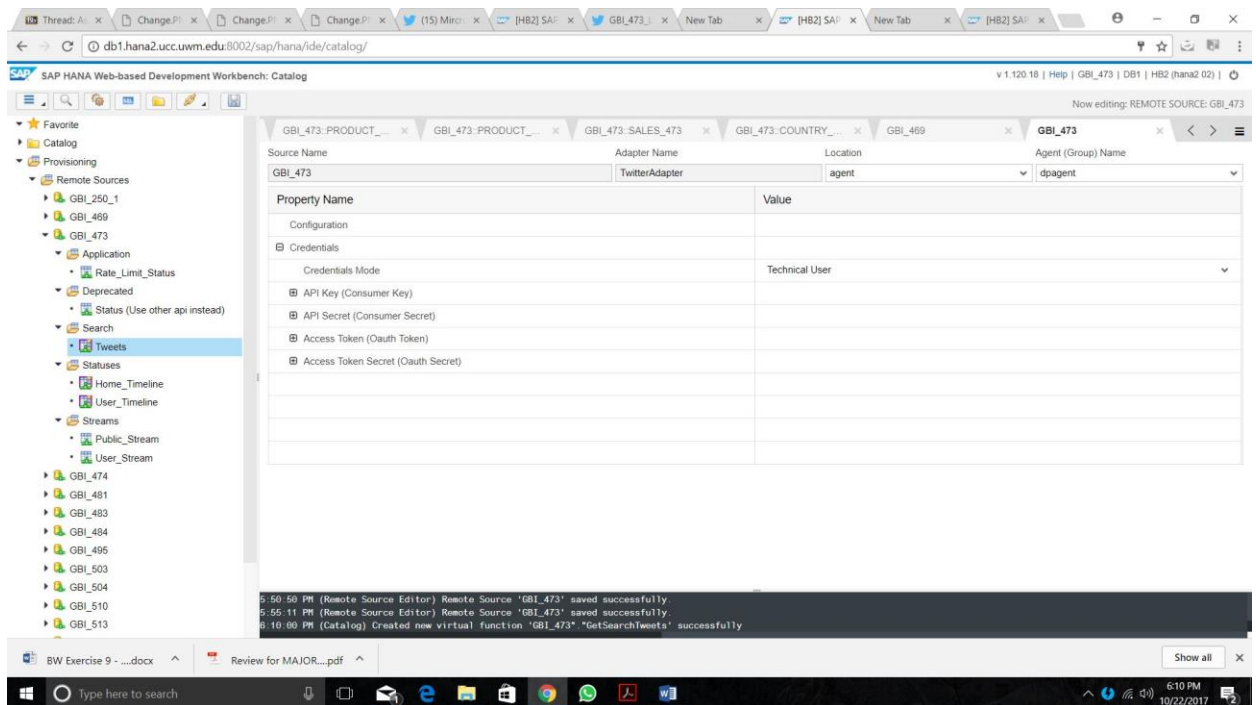 Thread: As
Change.Pl
Change.Pl
Change.Pl
(15) Mircro
[HB2] SAP
GBI_473_L
New Tab
[HB2] SAP
New Tab
[HB2] SAP
db1.hana2.ucc.uwm.edu:8002/sap/hana/ide/catalog/
SAP SAP HANA Web-based Development Workbench: Catalog
v 1.120.18 | Help | GBI_473 | DB1 | HB2 (hana2 02) |
Now editing: REMOTE SOURCE: GBI_473
Favorite
Catalog
Provisioning
Remote Sources
GBI_250_1
GBI_469
GBI_473
Application
Rate_Limit_Status
Deprecated
Status (Use other api instead)
Search
Tweets
Statuses
Home_Timeline
User_Timeline
Streams
Public_Stream
User_Stream
GBI_474
GBI_481
GBI_483
GBI_484
GBI_495
GBI_503
GBI_504
GBI_510
GBI_513
GBI_473::PRODUCT_... GBI_473::PRODUCT_... GBI_473::SALES_473 GBI_473::COUNTRY_... GBI_469 GBI_473
Source Name Adapter Name Location Agent (Group) Name
GBI_473 TwitterAdapter agent dpagent
Property Name Value
Configuration
Credentials
Credentials Mode Technical User
API Key (Consumer Key)
API Secret (Consumer Secret)
Access Token (Oauth Token)
Access Token Secret (Oauth Secret)
5:50:50 PM (Remote Source Editor) Remote Source 'GBI_473' saved successfully.
5:55:11 PM (Remote Source Editor) Remote Source 'GBI_473' saved successfully.
6:10:00 PM (Catalog) Created new virtual function 'GBI_473"."GetSearchTweets' successfully
BW Exercise 9 - ....docx Review for MAJOR....pdf Show all
Type here to search
6:10 PM
10/22/2017